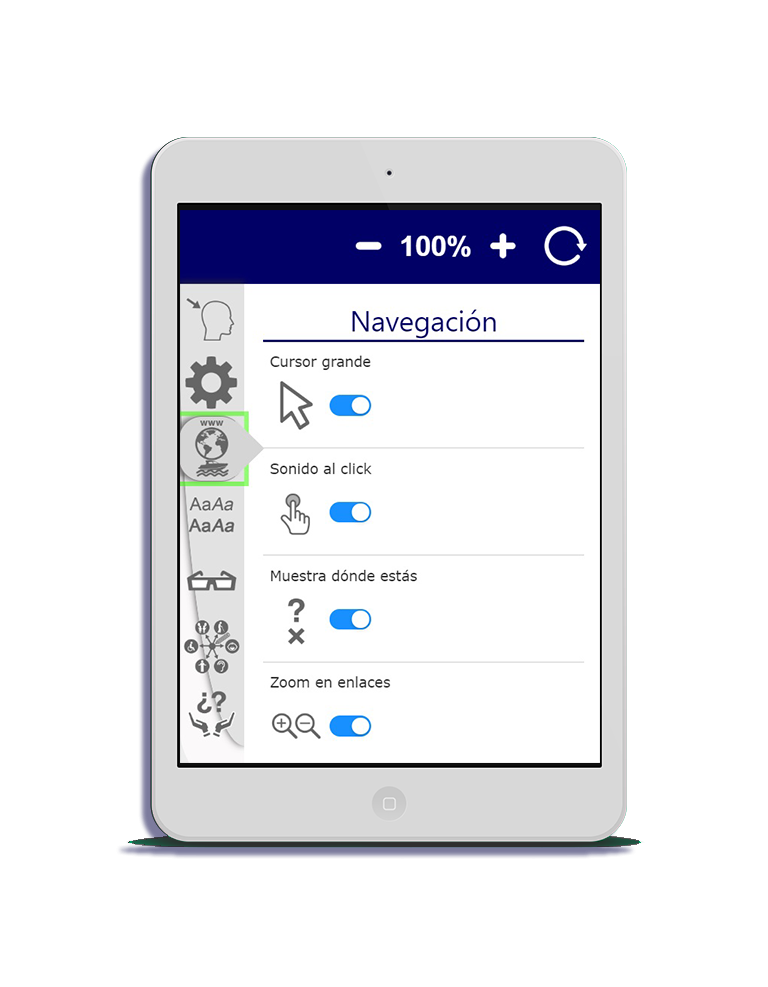 100%
Navegación
Cursor grande
www
Sonido al click
AaAa
AaAa
Muestra dónde estás
?
Zoom en enlaces
¿?